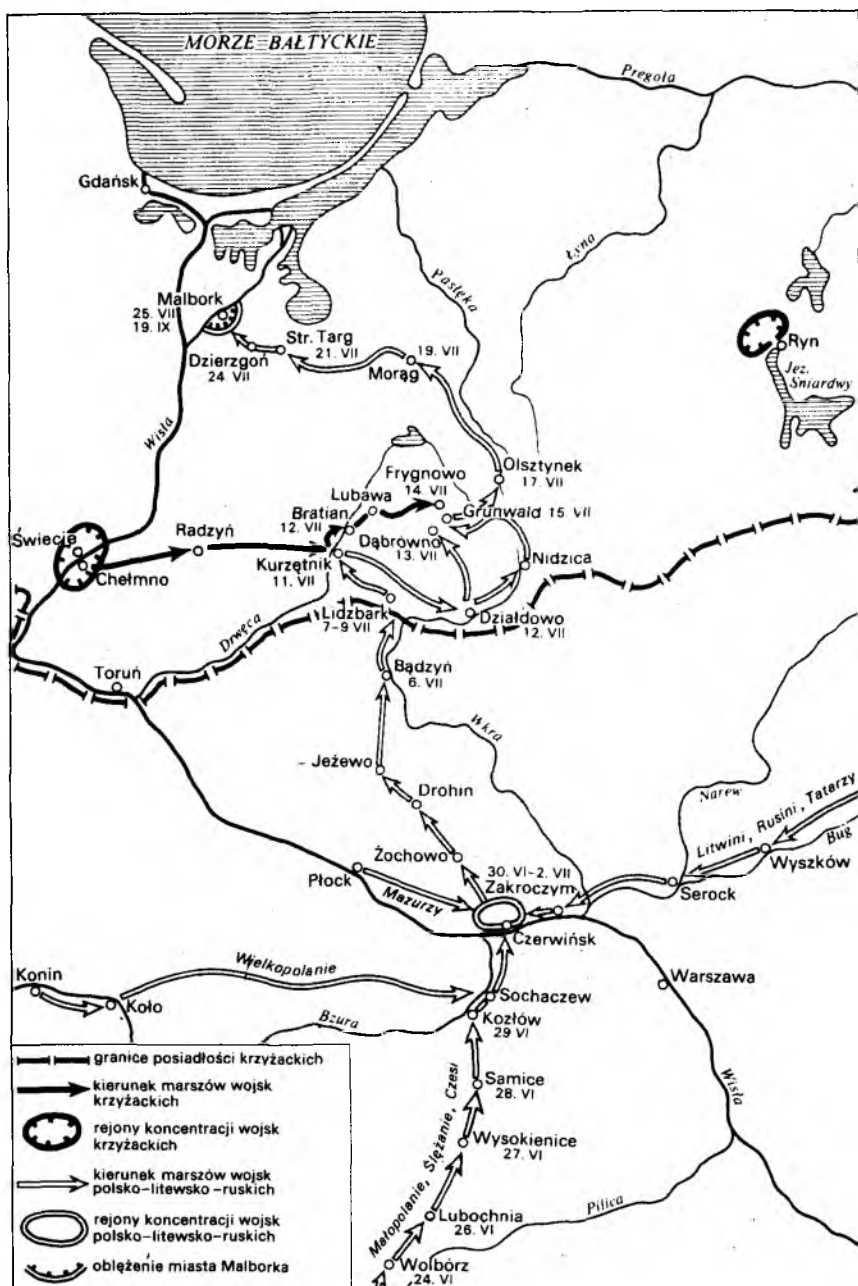 MORZE BAŁTYCKIE
Pregoła
Gdańsk
Łyna
Pasłęka
Malbork
25. VII
19. IX
Str. Targ
21. VII
19. VII
Morąg
Dzierzgoń
24. VII
Ryn
Jez.
Śniardwy
Wisła
Olsztynek
17. VII
Frygnowo
14. VII
Lubawa
Bratian
12. VII
Grunwald 15. VII
Świecie
Radzyń
Dąbrówno
13. VII
Nidzica
Chełmno
Kurzętnik
11. VII
Lidzbark
7-9 VII
Działdowo
12. VII
Drwęca
Toruń
Bądzyń
6. VII
Wkra
Jeżewo
Drohin
Narew
Litwini, Rusini, Tatarzy
Bug
Wyszków
Żochowo
30. VI-2. VII
Zakroczym
Serock
Płock
Mazurzy
Czerwińsk
Wielkopolanie
Konin
Koło
Warszawa
Sochaczew
Bzura
Kozłów
29 VI
Samice
28. VI
Małopolanie, Ślężanie, Czesi
Wisła
Wysokienice
27. VI
Pilica
Lubochnia
26. VI
Wolbórz
24. VI
granice posiadłości krzyżackich
kierunek marszów wojsk
krzyżackich
rejony koncentracji wojsk
krzyżackich
kierunek marszów wojsk
polsko-litewsko-ruskich
rejony koncentracji wojsk
polsko-litewsko-ruskich
oblężenie miasta Malborka